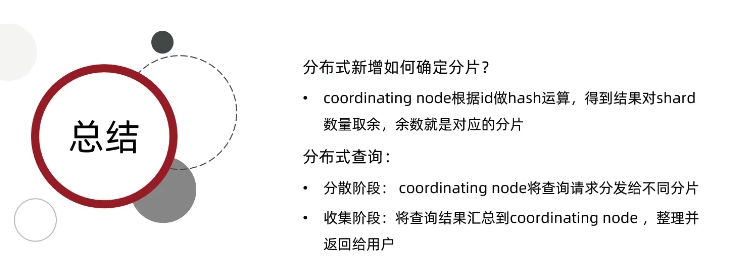 总结
分布式新增如何确定分片？
• coordinating node根据id做hash运算，得到结果对shard
数量取余，余数就是对应的分片
分布式查询：
• 分散阶段： coordinating node将查询请求分发给不同分片
• 收集阶段：将查询结果汇总到coordinating node ，整理并
返回给用户